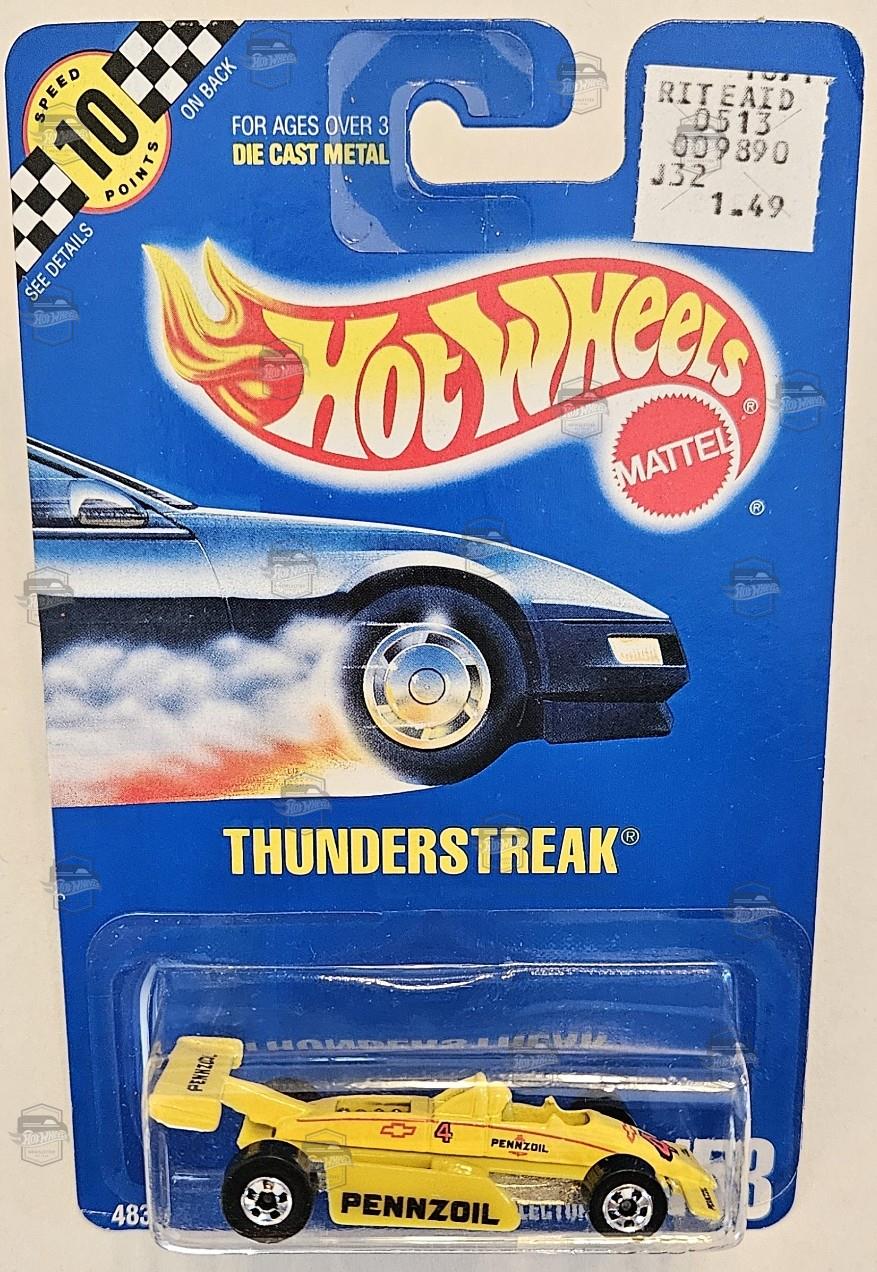 SPEED
10
POINTS
ON BACK
SEE DETAILS
FOR AGES OVER 3
DIE CAST METAL
RITEAID
0513
009890
J32
1.49
HOT WHEELS®
MATTEL
®
THUNDERSTREAK®
PENNZOIL
4
PENNZOIL
PENNZOIL
483